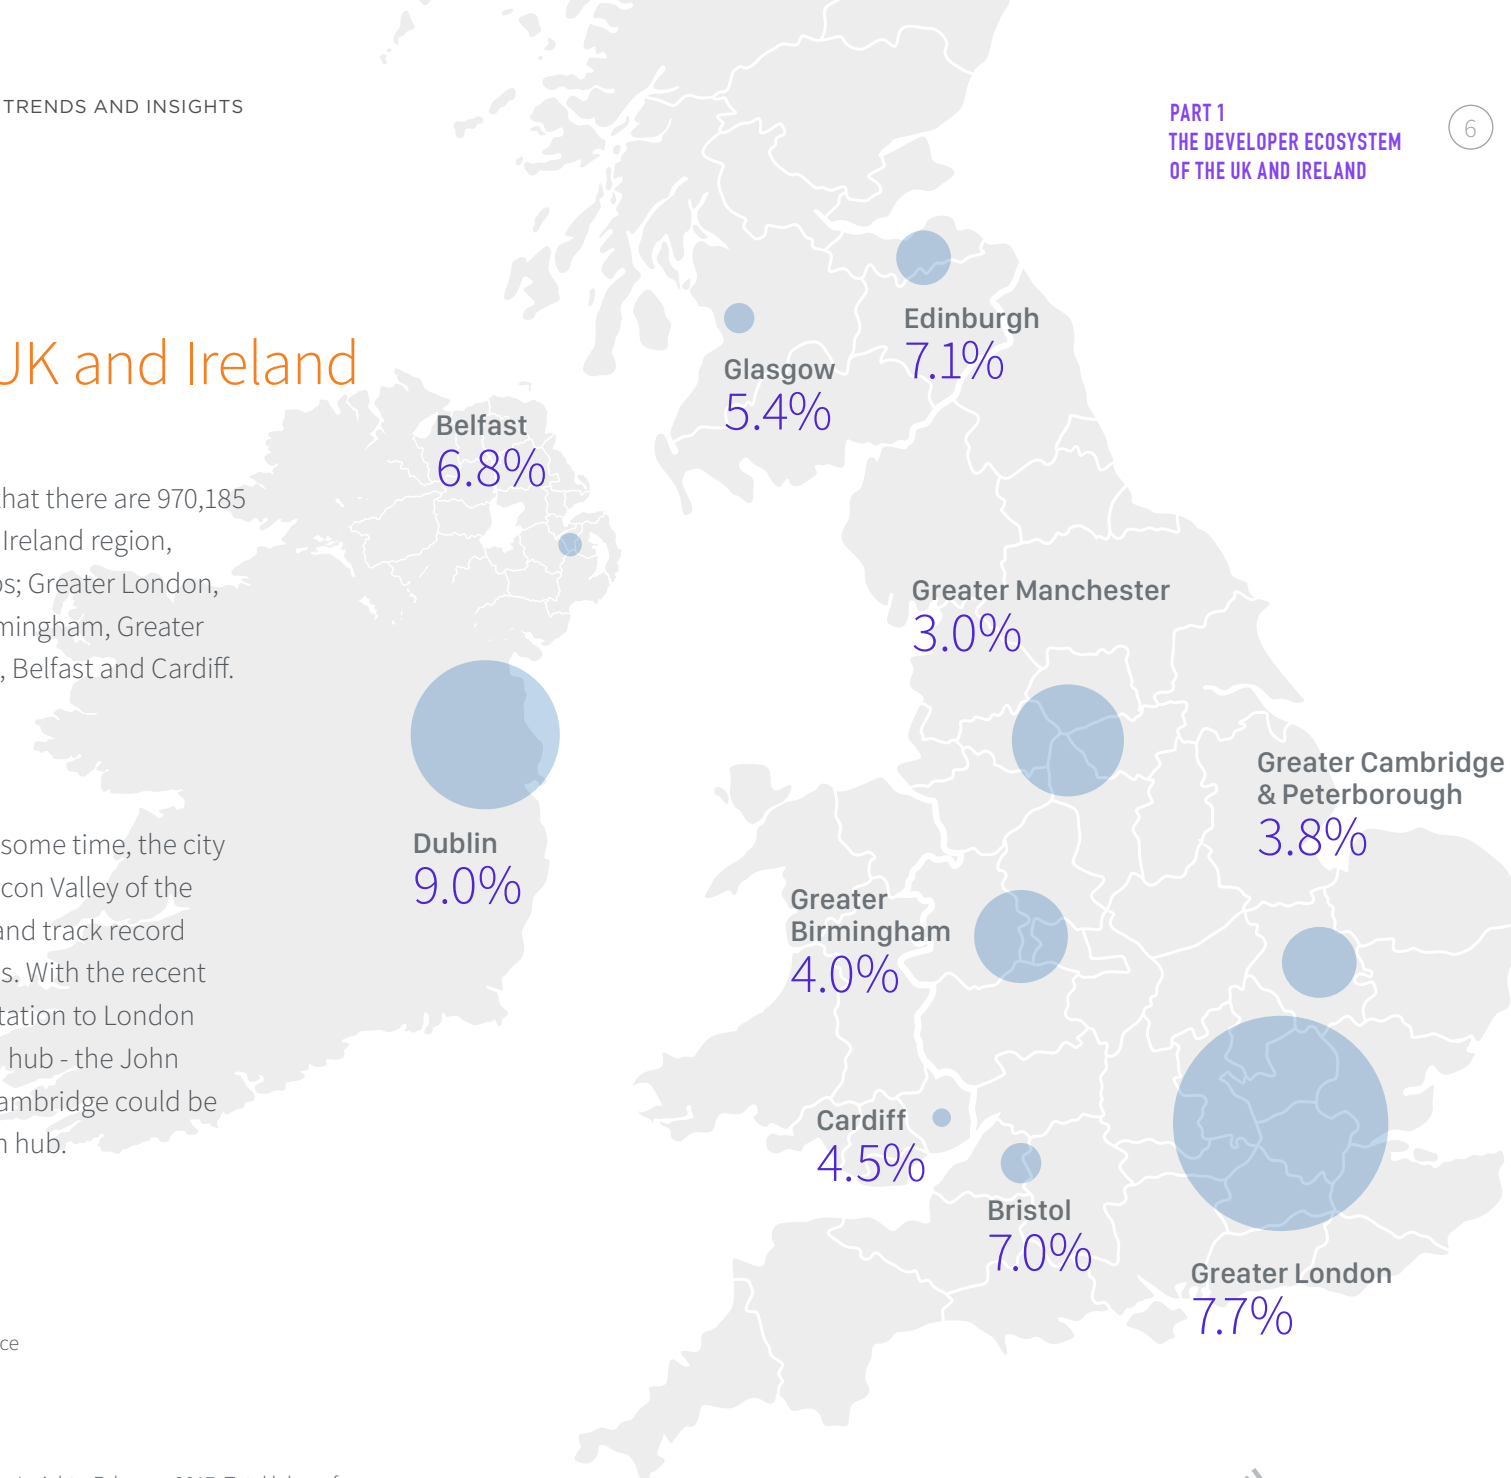 TRENDS AND INSIGHTS
PART 1
THE DEVELOPER ECOSYSTEM
OF THE UK AND IRELAND
6
UK and Ireland
that there are 970,185
Ireland region,
; Greater London,
mingham, Greater
, Belfast and Cardiff.
some time, the city
con Valley of the
and track record
s. With the recent
tation to London
hub - the John
ambridge could be
hub.
Edinburgh
7.1%
Glasgow
5.4%
Belfast
6.8%
Greater Manchester
3.0%
Greater Cambridge
& Peterborough
3.8%
Dublin
9.0%
Greater
Birmingham
4.0%
Cardiff
4.5%
Bristol
7.0%
Greater London
7.7%
ce